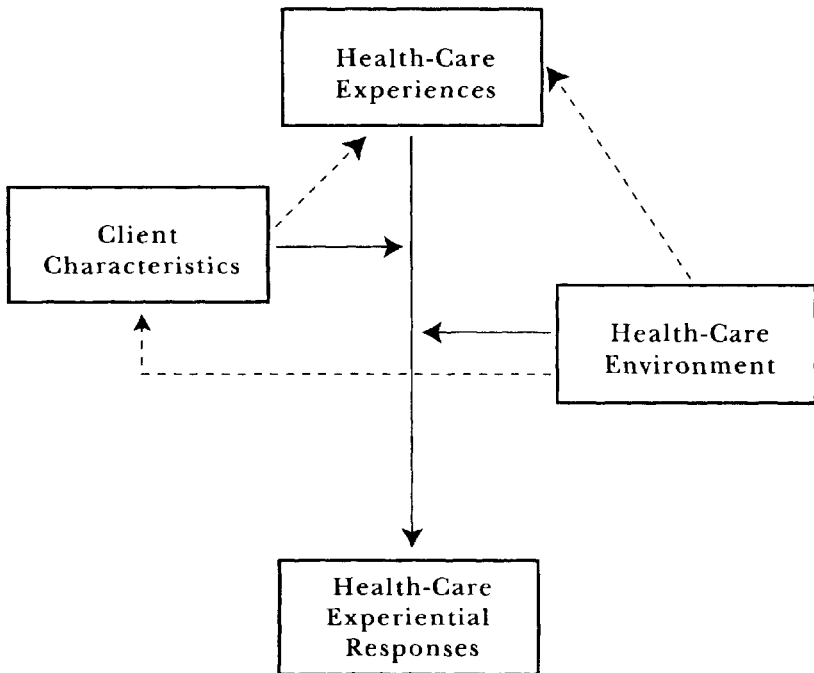 Health-Care
Experiences
Client
Characteristics
Health-Care
Environment
Health-Care
Experiential
Responses